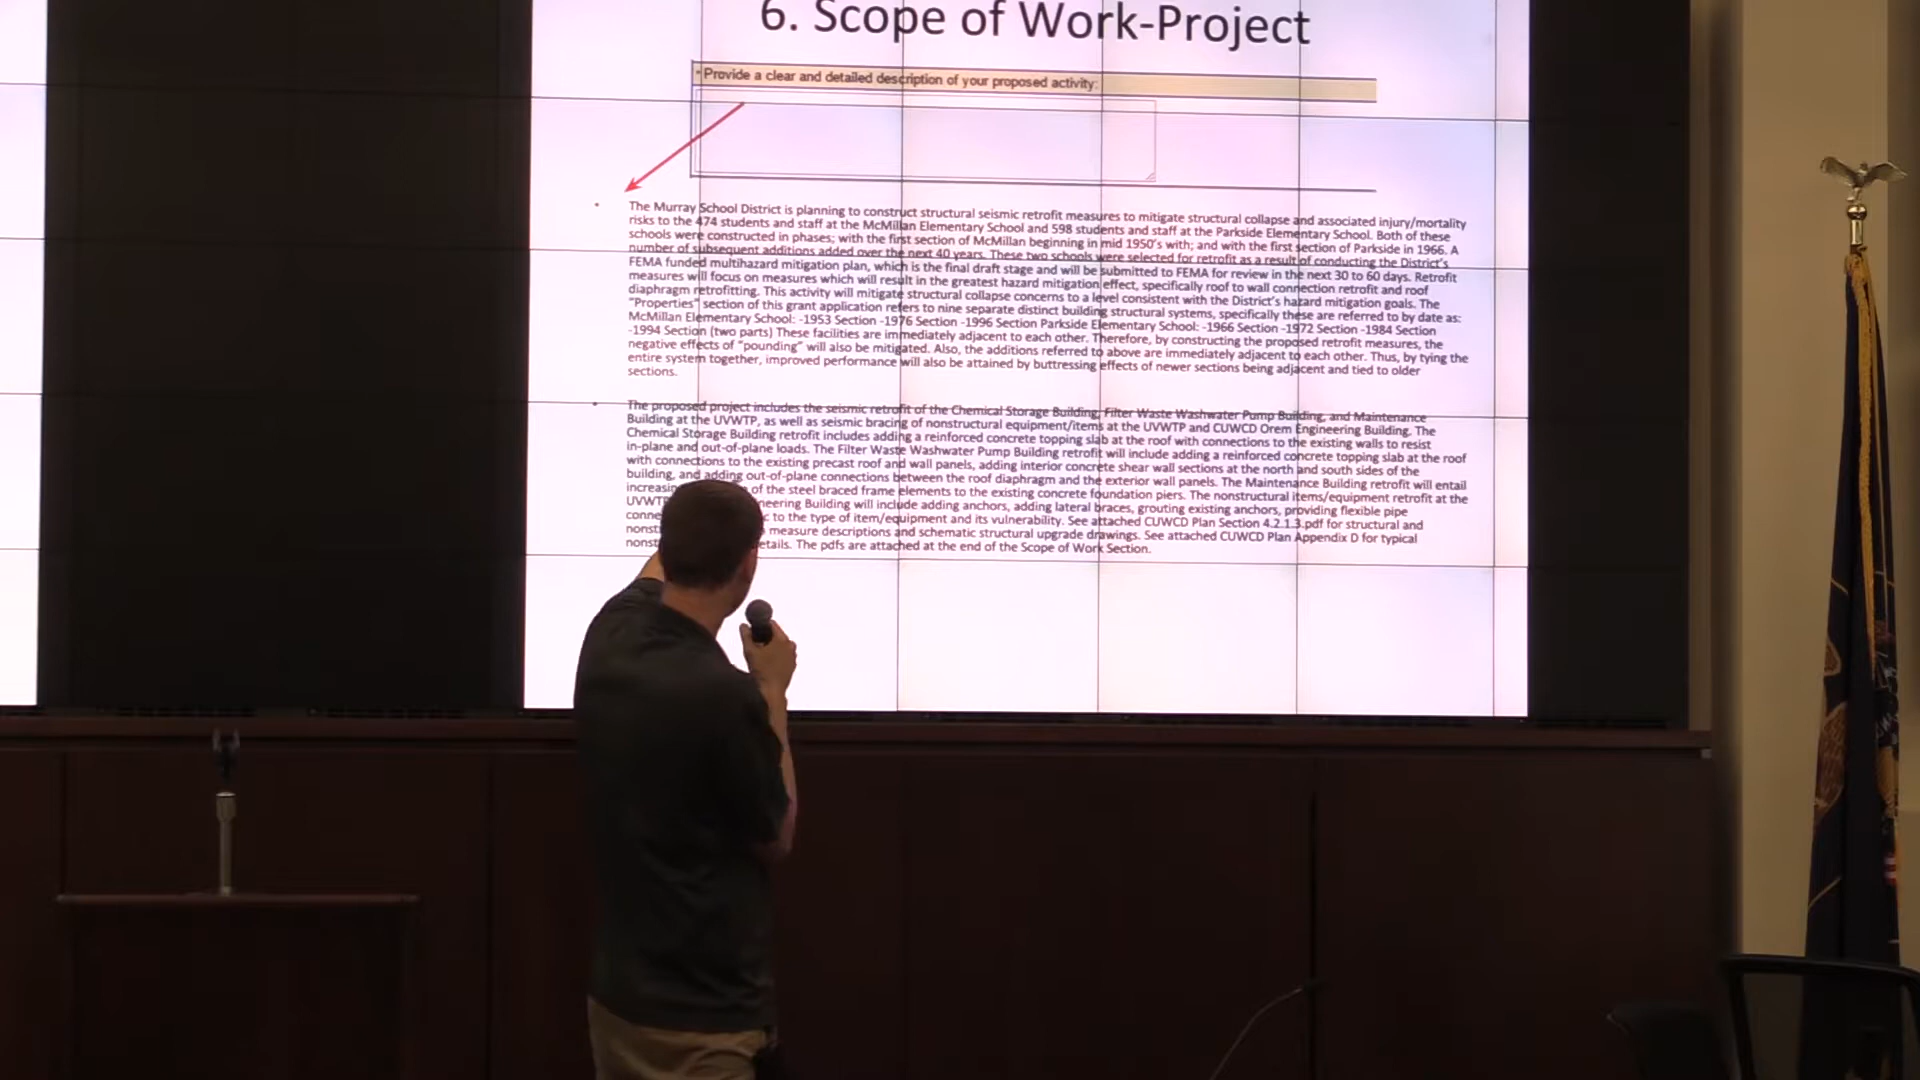 6. Scope of Work-Project
* Provide a clear and detailed description of your proposed activity:
• The Murray School District is planning to construct structural seismic retrofit measures to mitigate structural collapse and associated injury/mortality
risks to the 474 students and staff at the McMillan Elementary School and 598 students and staff at the Parkside Elementary School. Both of these
schools were constructed in phases; with the first section of McMillan beginning in mid 1950's with; and with the first section of Parkside in 1966. A
number of subsequent additions added over the next 40 years. These two schools were selected for retrofit as a result of conducting the District's
FEMA funded multihazard mitigation plan, which is the final draft stage and will be submitted to FEMA for review in the next 30 to 60 days. Retrofit
measures will focus on measures which will result in the greatest hazard mitigation effect, specifically roof to wall connection retrofit and roof
diaphragm retrofitting. This activity will mitigate structural collapse concerns to a level consistent with the District's hazard mitigation goals. The
"Properties" section of this grant application refers to nine separate distinct building structural systems, specifically these are referred to by date as:
McMillan Elementary School: -1953 Section -1976 Section -1996 Section Parkside Elementary School: -1966 Section -1972 Section -1984 Section
-1994 Section (two parts) These facilities are immediately adjacent to each other. Therefore, by constructing the proposed retrofit measures, the
negative effects of "pounding" will also be mitigated. Also, the additions referred to above are immediately adjacent to each other. Thus, by tying the
entire system together, improved performance will also be attained by buttressing effects of newer sections being adjacent and tied to older
sections.
• The proposed project includes the seismic retrofit of the Chemical Storage Building, Filter Waste Washwater Pump Building, and Maintenance
Building at the UVWTP, as well as seismic bracing of nonstructural equipment/items at the UVWTP and CUWCD Orem Engineering Building. The
Chemical Storage Building retrofit includes adding a reinforced concrete topping slab at the roof with connections to the existing walls to resist
in-plane and out-of-plane loads. The Filter Waste Washwater Pump Building retrofit will include adding a reinforced concrete topping slab at the roof
with connections to the existing precast roof and wall panels, adding interior concrete shear wall sections at the north and south sides of the
building, and adding out-of-plane connections between the roof diaphragm and the exterior wall panels. The Maintenance Building retrofit will entail
of the steel braced frame elements to the existing concrete foundation piers. The nonstructural items/equipment retrofit at the
Building will include adding anchors, adding lateral braces, grouting existing anchors, providing flexible pipe
to the type of item/equipment and its vulnerability. See attached CUWCD Plan Section 4.2.1.3.pdf for structural and
measure descriptions and schematic structural upgrade drawings. See attached CUWCD Plan Appendix D for typical
The pdfs are attached at the end of the Scope of Work Section.